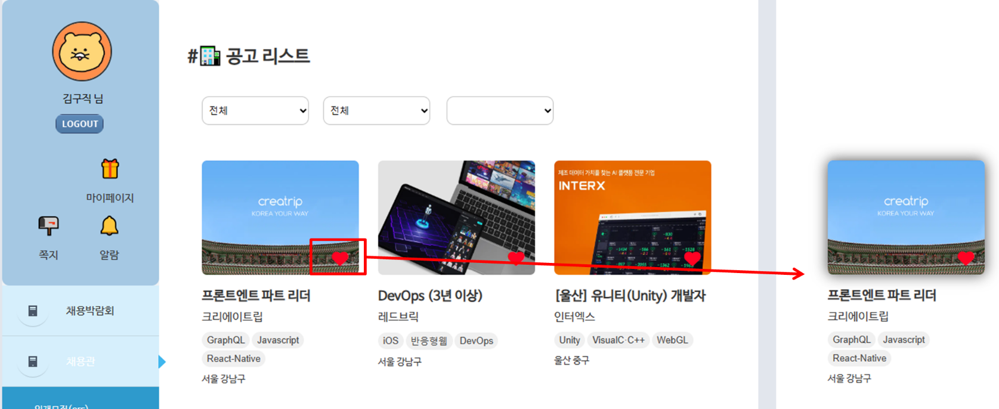 김구직 님
LOGOUT
마이페이지
쪽지
알람
채용박람회
채용관
#🏢 공고 리스트
전체
전체
creatrip
KOREA YOUR WAY
프론트엔트 파트 리더
크리에이트립
GraphQL
Javascript
React-Native
서울 강남구
DevOps (3년 이상)
레드브릭
iOS
반응형웹
DevOps
서울 강남구
제조 데이터 가치를 찾는 AI 플랫폼 전문 기업
INTERX
[울산] 유니티(Unity) 개발자
인터엑스
Unity
VisualC·C++
WebGL
울산 중구
creatrip
KOREA YOUR WAY
프론트엔트 파트 리더
크리에이트립
GraphQL
Javascript
React-Native
서울 강남구